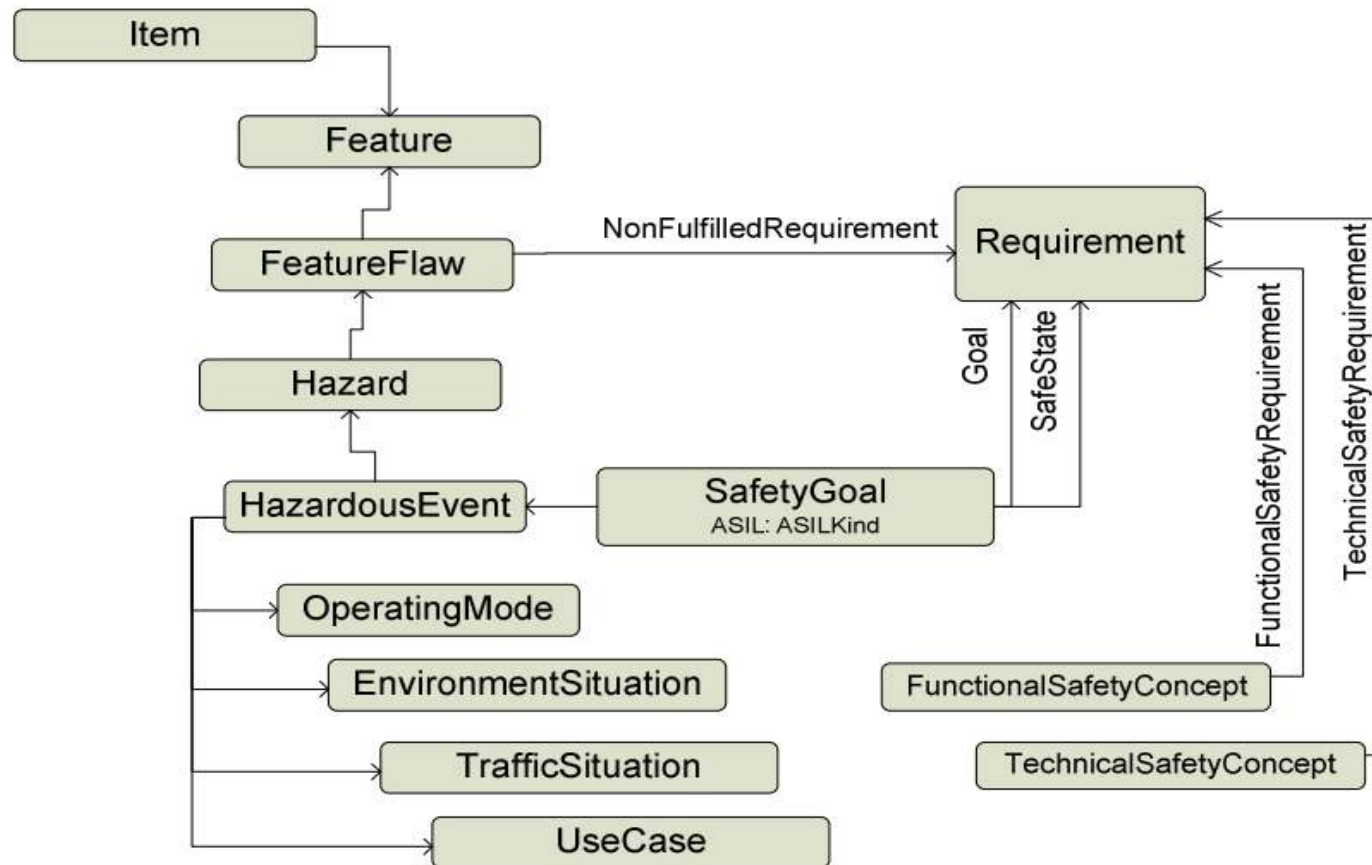 Item
Feature
NonFulfilledRequirement
Requirement
FeatureFlaw
Goal
SafeState
FunctionalSafetyRequirement
TechnicalSafetyRequirement
Hazard
HazardousEvent
SafetyGoal
ASIL: ASILKind
OperatingMode
EnvironmentSituation
FunctionalSafetyConcept
TrafficSituation
TechnicalSafetyConcept
UseCase